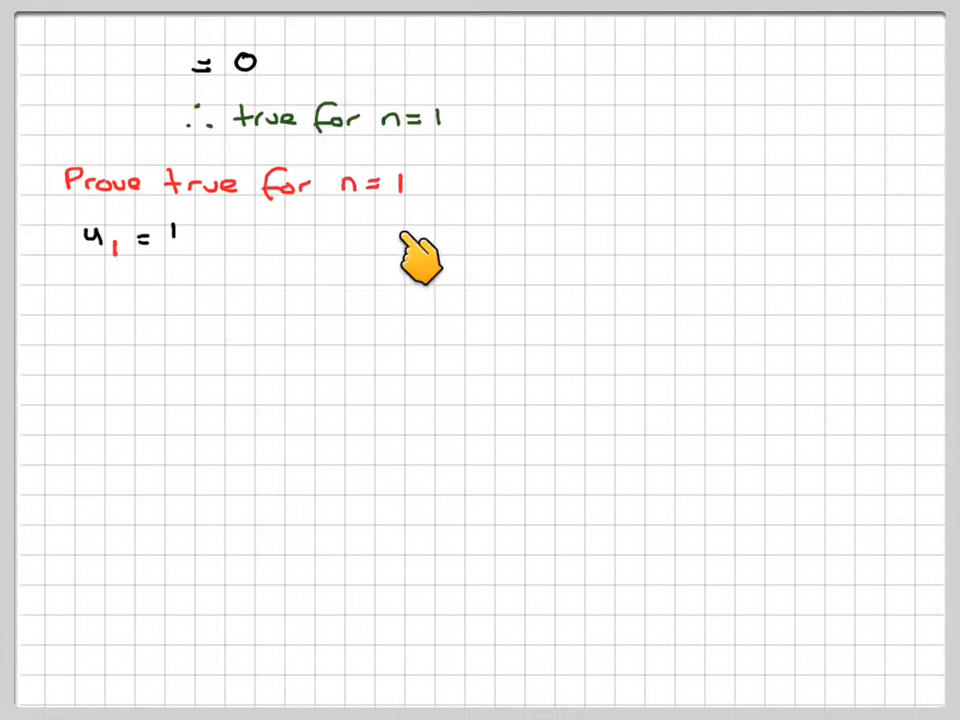 = 0
∴ true for n = 1
Prove true for n = 1
u₁ = 1